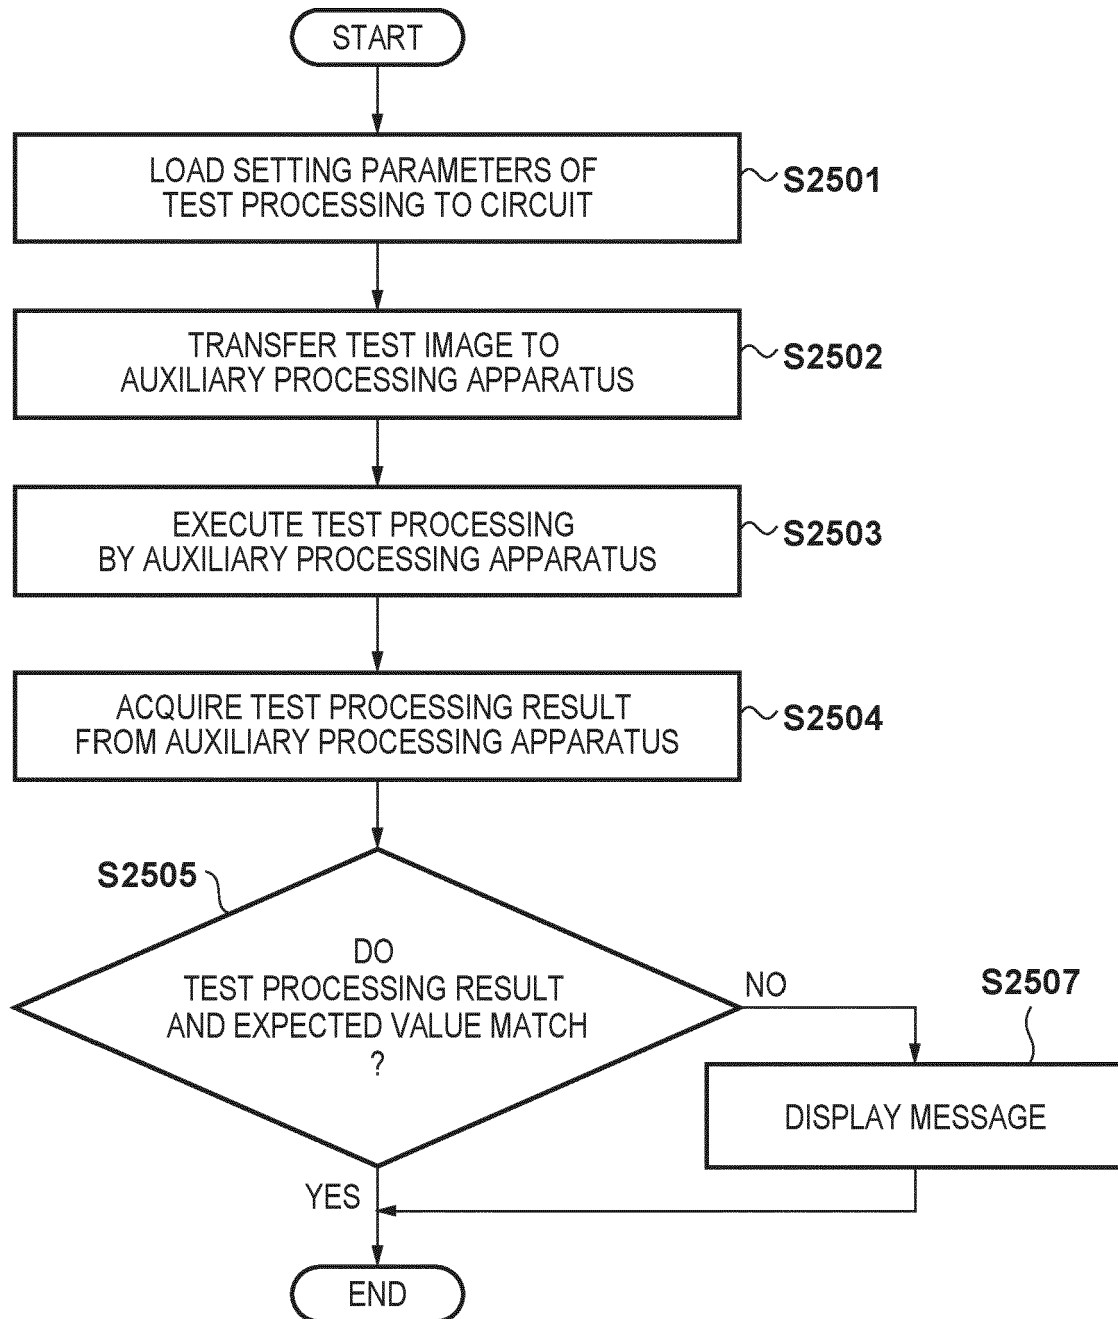 START
LOAD SETTING PARAMETERS OF
TEST PROCESSING TO CIRCUIT
S2501
TRANSFER TEST IMAGE TO
AUXILIARY PROCESSING APPARATUS
S2502
EXECUTE TEST PROCESSING
BY AUXILIARY PROCESSING APPARATUS
S2503
ACQUIRE TEST PROCESSING RESULT
FROM AUXILIARY PROCESSING APPARATUS
S2504
S2505
DO
TEST PROCESSING RESULT
AND EXPECTED VALUE MATCH
?
NO
S2507
DISPLAY MESSAGE
YES
END